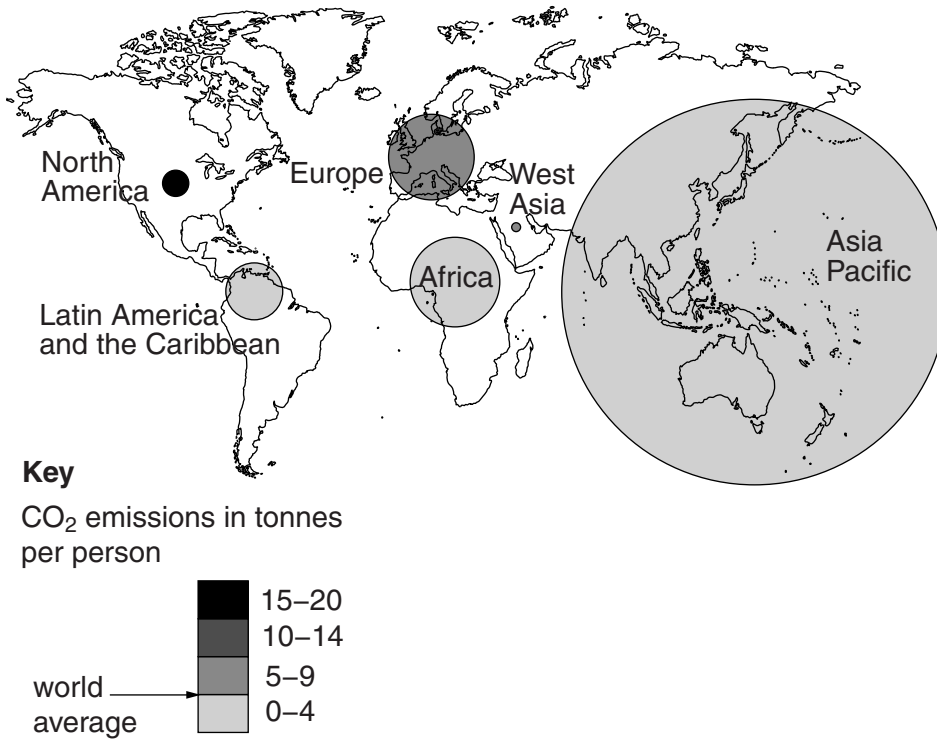 North
America
Europe
West
Asia
Asia
Pacific
Africa
Latin America
and the Caribbean
Key
CO₂ emissions in tonnes
per person
15–20
10–14
5–9
0–4
world
average